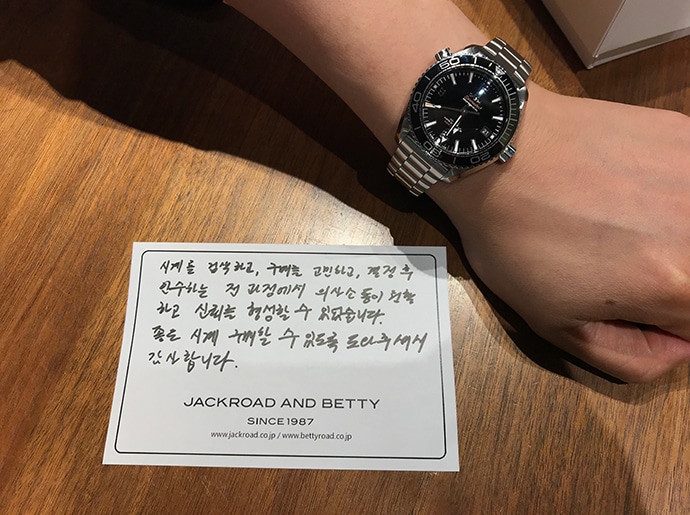 시계를 검색하고, 구매를 고민하고, 결정 후
인수하는 전 과정에서 의사소통이 원활
하고 신뢰를 형성할 수 있었습니다.
좋은 시계 구매할 수 있도록 도와주셔서
감사합니다.
JACKROAD AND BETTY
SINCE1987
www.jackroad.co.jp / www.bettyroad.co.jp